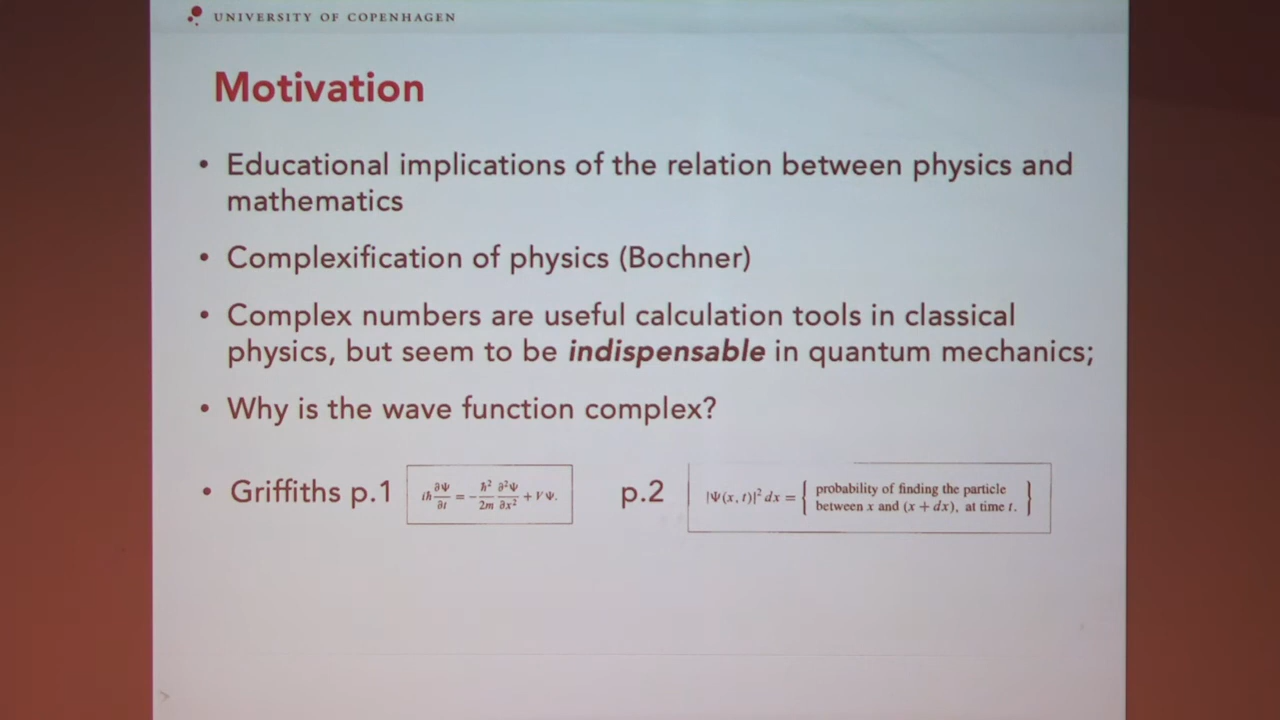 UNIVERSITY OF COPENHAGEN
Motivation
• Educational implications of the relation between physics and
mathematics
• Complexification of physics (Bochner)
• Complex numbers are useful calculation tools in classical
physics, but seem to be indispensable in quantum mechanics;
• Why is the wave function complex?
• Griffiths p.1 iħ ∂Ψ/∂t = − ħ²/2m ∂²Ψ/∂x² + VΨ. p.2 |Ψ(x, t)|² dx = { probability of finding the particle
between x and (x + dx), at time t. }